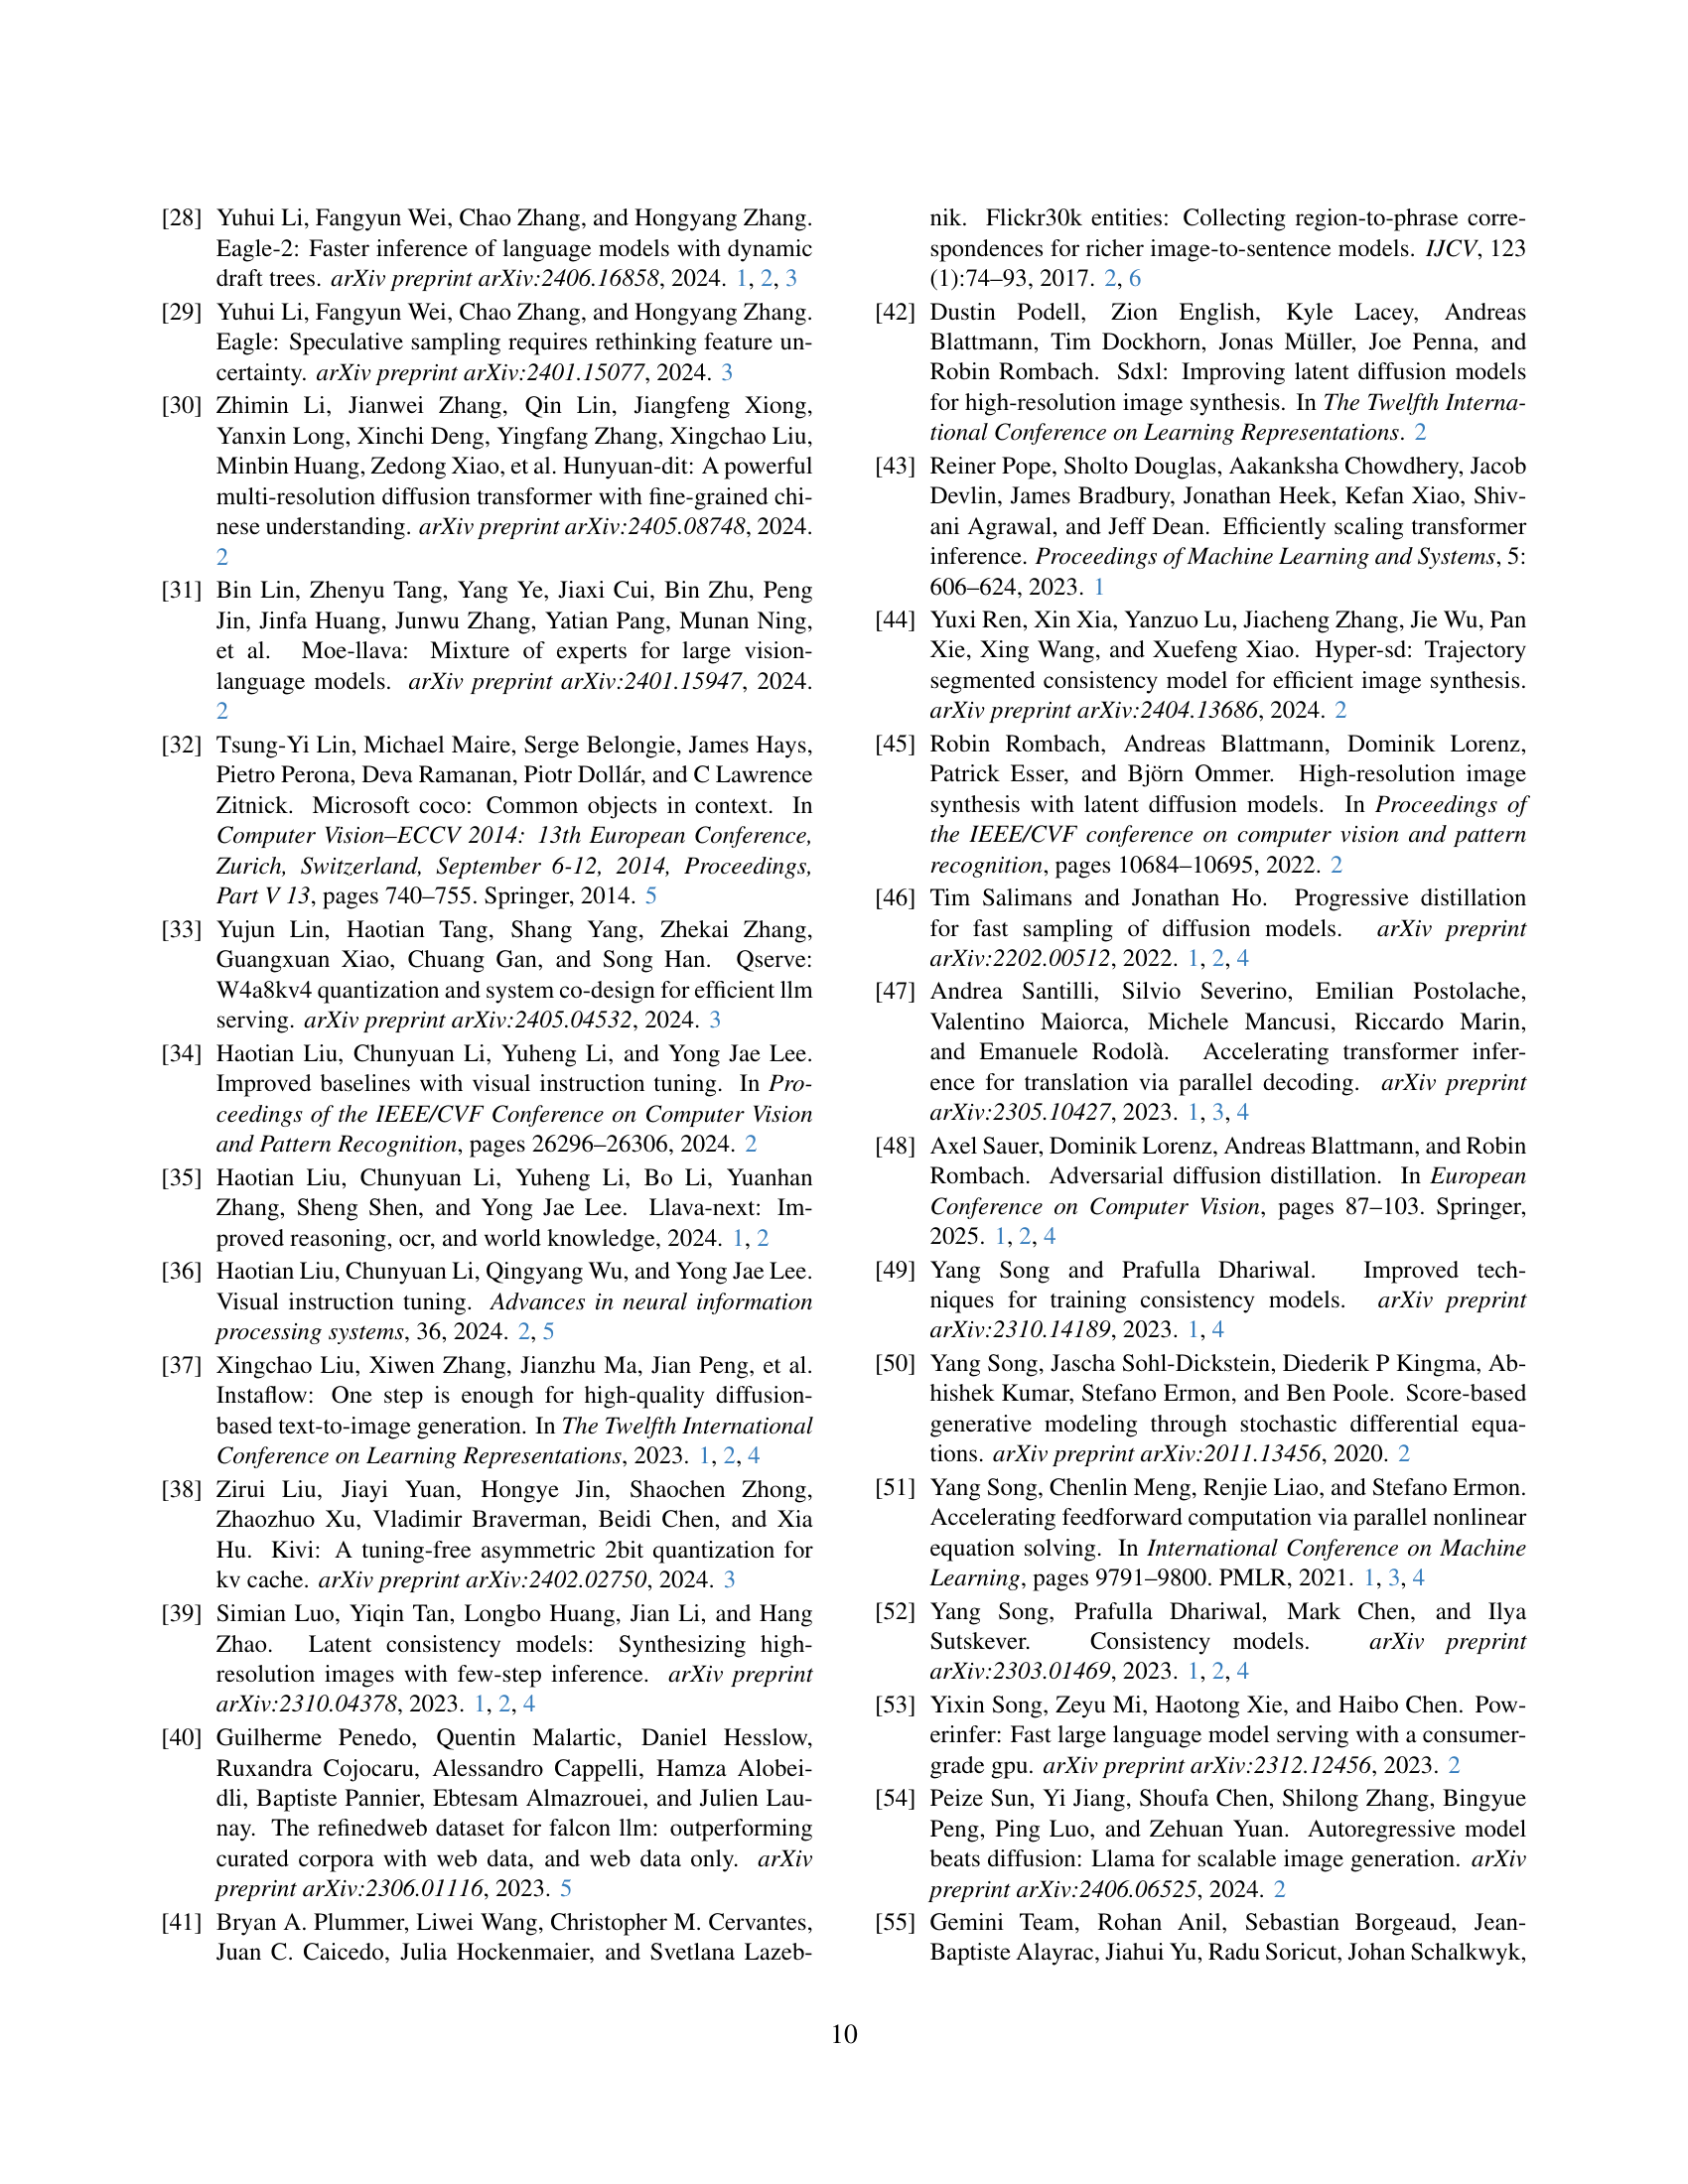 [28] Yuhui Li, Fangyun Wei, Chao Zhang, and Hongyang Zhang.
Eagle-2: Faster inference of language models with dynamic
draft trees. arXiv preprint arXiv:2406.16858, 2024. 1, 2, 3
[29] Yuhui Li, Fangyun Wei, Chao Zhang, and Hongyang Zhang.
Eagle: Speculative sampling requires rethinking feature un-
certainty. arXiv preprint arXiv:2401.15077, 2024. 3
[30] Zhimin Li, Jianwei Zhang, Qin Lin, Jiangfeng Xiong,
Yanxin Long, Xinchi Deng, Yingfang Zhang, Xingchao Liu,
Minbin Huang, Zedong Xiao, et al. Hunyuan-dit: A powerful
multi-resolution diffusion transformer with fine-grained chi-
nese understanding. arXiv preprint arXiv:2405.08748, 2024.
2
[31] Bin Lin, Zhenyu Tang, Yang Ye, Jiaxi Cui, Bin Zhu, Peng
Jin, Jinfa Huang, Junwu Zhang, Yatian Pang, Munan Ning,
et al. Moe-llava: Mixture of experts for large vision-
language models. arXiv preprint arXiv:2401.15947, 2024.
2
[32] Tsung-Yi Lin, Michael Maire, Serge Belongie, James Hays,
Pietro Perona, Deva Ramanan, Piotr Dollár, and C Lawrence
Zitnick. Microsoft coco: Common objects in context. In
Computer Vision–ECCV 2014: 13th European Conference,
Zurich, Switzerland, September 6-12, 2014, Proceedings,
Part V 13, pages 740–755. Springer, 2014. 5
[33] Yujun Lin, Haotian Tang, Shang Yang, Zhekai Zhang,
Guangxuan Xiao, Chuang Gan, and Song Han. Qserve:
W4a8kv4 quantization and system co-design for efficient llm
serving. arXiv preprint arXiv:2405.04532, 2024. 3
[34] Haotian Liu, Chunyuan Li, Yuheng Li, and Yong Jae Lee.
Improved baselines with visual instruction tuning. In Pro-
ceedings of the IEEE/CVF Conference on Computer Vision
and Pattern Recognition, pages 26296–26306, 2024. 2
[35] Haotian Liu, Chunyuan Li, Yuheng Li, Bo Li, Yuanhan
Zhang, Sheng Shen, and Yong Jae Lee. Llava-next: Im-
proved reasoning, ocr, and world knowledge, 2024. 1, 2
[36] Haotian Liu, Chunyuan Li, Qingyang Wu, and Yong Jae Lee.
Visual instruction tuning. Advances in neural information
processing systems, 36, 2024. 2, 5
[37] Xingchao Liu, Xiwen Zhang, Jianzhu Ma, Jian Peng, et al.
Instaflow: One step is enough for high-quality diffusion-
based text-to-image generation. In The Twelfth International
Conference on Learning Representations, 2023. 1, 2, 4
[38] Zirui Liu, Jiayi Yuan, Hongye Jin, Shaochen Zhong,
Zhaozhuo Xu, Vladimir Braverman, Beidi Chen, and Xia
Hu. Kivi: A tuning-free asymmetric 2bit quantization for
kv cache. arXiv preprint arXiv:2402.02750, 2024. 3
[39] Simian Luo, Yiqin Tan, Longbo Huang, Jian Li, and Hang
Zhao. Latent consistency models: Synthesizing high-
resolution images with few-step inference. arXiv preprint
arXiv:2310.04378, 2023. 1, 2, 4
[40] Guilherme Penedo, Quentin Malartic, Daniel Hesslow,
Ruxandra Cojocaru, Alessandro Cappelli, Hamza Alobei-
dli, Baptiste Pannier, Ebtesam Almazrouei, and Julien Lau-
nay. The refinedweb dataset for falcon llm: outperforming
curated corpora with web data, and web data only. arXiv
preprint arXiv:2306.01116, 2023. 5
[41] Bryan A. Plummer, Liwei Wang, Christopher M. Cervantes,
Juan C. Caicedo, Julia Hockenmaier, and Svetlana Lazeb-
nik. Flickr30k entities: Collecting region-to-phrase corre-
spondences for richer image-to-sentence models. IJCV, 123
(1):74–93, 2017. 2, 6
[42] Dustin Podell, Zion English, Kyle Lacey, Andreas
Blattmann, Tim Dockhorn, Jonas Müller, Joe Penna, and
Robin Rombach. Sdxl: Improving latent diffusion models
for high-resolution image synthesis. In The Twelfth Interna-
tional Conference on Learning Representations. 2
[43] Reiner Pope, Sholto Douglas, Aakanksha Chowdhery, Jacob
Devlin, James Bradbury, Jonathan Heek, Kefan Xiao, Shiv-
ani Agrawal, and Jeff Dean. Efficiently scaling transformer
inference. Proceedings of Machine Learning and Systems, 5:
606–624, 2023. 1
[44] Yuxi Ren, Xin Xia, Yanzuo Lu, Jiacheng Zhang, Jie Wu, Pan
Xie, Xing Wang, and Xuefeng Xiao. Hyper-sd: Trajectory
segmented consistency model for efficient image synthesis.
arXiv preprint arXiv:2404.13686, 2024. 2
[45] Robin Rombach, Andreas Blattmann, Dominik Lorenz,
Patrick Esser, and Björn Ommer. High-resolution image
synthesis with latent diffusion models. In Proceedings of
the IEEE/CVF conference on computer vision and pattern
recognition, pages 10684–10695, 2022. 2
[46] Tim Salimans and Jonathan Ho. Progressive distillation
for fast sampling of diffusion models. arXiv preprint
arXiv:2202.00512, 2022. 1, 2, 4
[47] Andrea Santilli, Silvio Severino, Emilian Postolache,
Valentino Maiorca, Michele Mancusi, Riccardo Marin,
and Emanuele Rodolà. Accelerating transformer infer-
ence for translation via parallel decoding. arXiv preprint
arXiv:2305.10427, 2023. 1, 3, 4
[48] Axel Sauer, Dominik Lorenz, Andreas Blattmann, and Robin
Rombach. Adversarial diffusion distillation. In European
Conference on Computer Vision, pages 87–103. Springer,
2025. 1, 2, 4
[49] Yang Song and Prafulla Dhariwal. Improved tech-
niques for training consistency models. arXiv preprint
arXiv:2310.14189, 2023. 1, 4
[50] Yang Song, Jascha Sohl-Dickstein, Diederik P Kingma, Ab-
hishek Kumar, Stefano Ermon, and Ben Poole. Score-based
generative modeling through stochastic differential equa-
tions. arXiv preprint arXiv:2011.13456, 2020. 2
[51] Yang Song, Chenlin Meng, Renjie Liao, and Stefano Ermon.
Accelerating feedforward computation via parallel nonlinear
equation solving. In International Conference on Machine
Learning, pages 9791–9800. PMLR, 2021. 1, 3, 4
[52] Yang Song, Prafulla Dhariwal, Mark Chen, and Ilya
Sutskever. Consistency models. arXiv preprint
arXiv:2303.01469, 2023. 1, 2, 4
[53] Yixin Song, Zeyu Mi, Haotong Xie, and Haibo Chen. Pow-
erinfer: Fast large language model serving with a consumer-
grade gpu. arXiv preprint arXiv:2312.12456, 2023. 2
[54] Peize Sun, Yi Jiang, Shoufa Chen, Shilong Zhang, Bingyue
Peng, Ping Luo, and Zehuan Yuan. Autoregressive model
beats diffusion: Llama for scalable image generation. arXiv
preprint arXiv:2406.06525, 2024. 2
[55] Gemini Team, Rohan Anil, Sebastian Borgeaud, Jean-
Baptiste Alayrac, Jiahui Yu, Radu Soricut, Johan Schalkwyk,
10